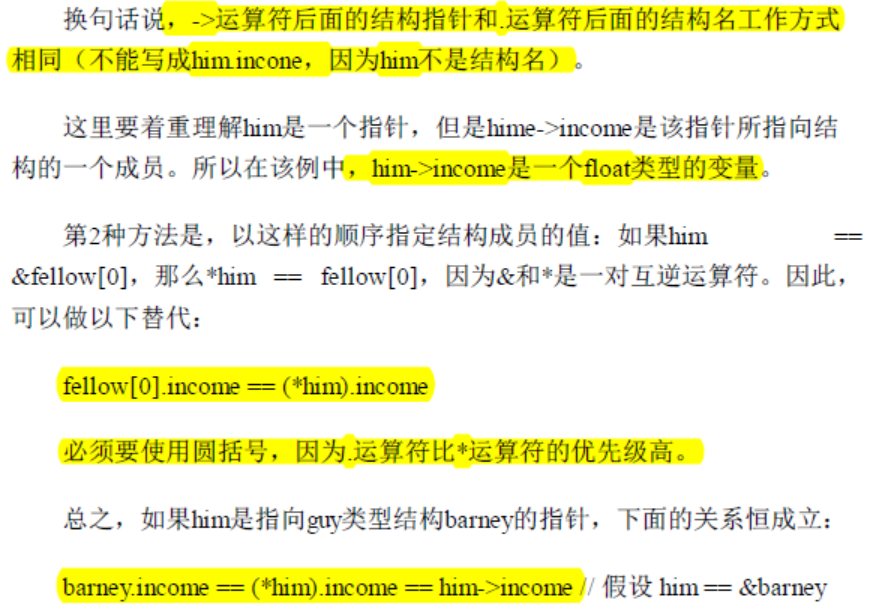 换句话说，->运算符后面的结构指针和.运算符后面的结构名工作方式
相同（不能写成him.incone，因为him不是结构名）。
这里要着重理解him是一个指针，但是hime->income是该指针所指向结
构的一个成员。所以在该例中，him->income是一个float类型的变量。
第2种方法是，以这样的顺序指定结构成员的值：如果him ==
&fellow[0]，那么*him == fellow[0]，因为&和*是一对互逆运算符。因此，
可以做以下替代：
fellow[0].income == (*him).income
必须要使用圆括号，因为.运算符比*运算符的优先级高。
总之，如果him是指向guy类型结构barney的指针，下面的关系恒成立：
barney.income == (*him).income == him->income // 假设 him == &barney